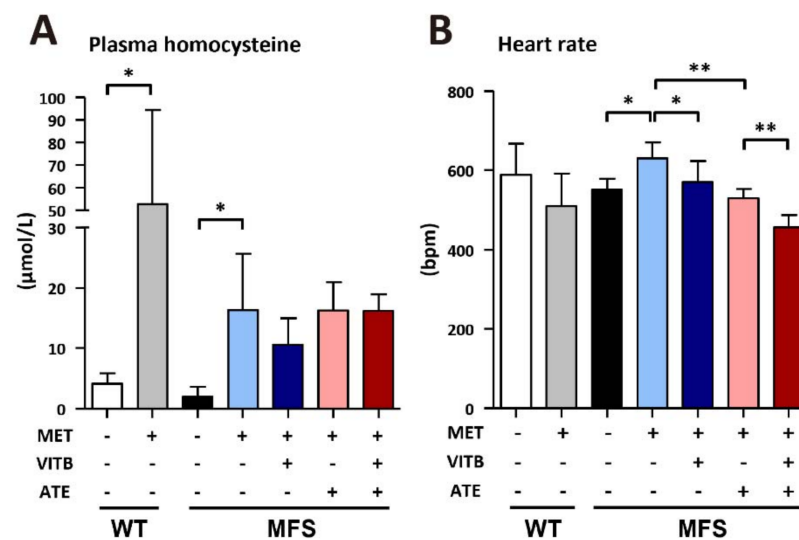 A
Plasma homocysteine
*
*
100
90
80
70
60
50
30
20
10
0
(µmol/L)
MET - + - + + + +
VITB - - - - + - +
ATE - - - - - + +
WT MFS
B
Heart rate
**
* * **
800
600
400
200
0
(bpm)
MET - + - + + + +
VITB - - - - + - +
ATE - - - - - + +
WT MFS